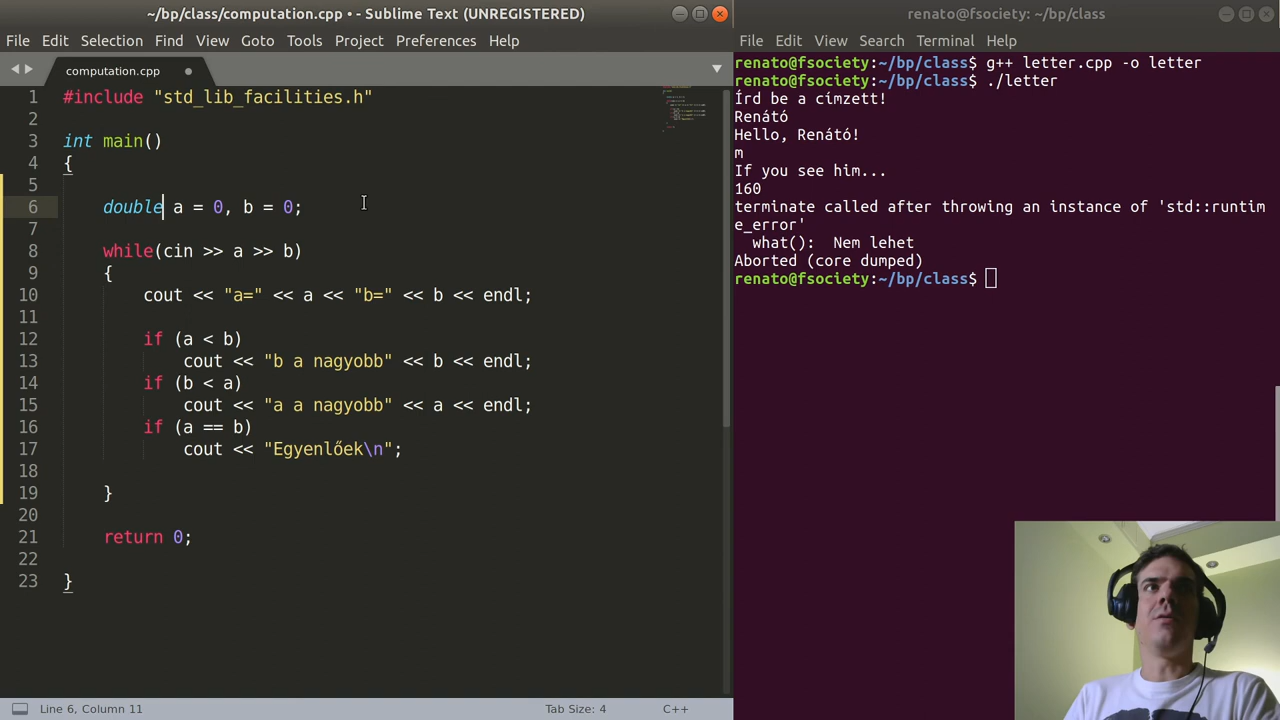 ~/bp/class/computation.cpp • - Sublime Text (UNREGISTERED)
File Edit Selection Find View Goto Tools Project Preferences Help
computation.cpp
1 #include "std_lib_facilities.h"
2
3 int main()
4 {
5
6 double a = 0, b = 0;
7
8 while(cin >> a >> b)
9 {
10 cout << "a=" << a << "b=" << b << endl;
11
12 if (a < b)
13 cout << "b a nagyobb" << b << endl;
14 if (b < a)
15 cout << "a a nagyobb" << a << endl;
16 if (a == b)
17 cout << "Egyenlőek\n";
18
19 }
20
21 return 0;
22
23 }
Line 6, Column 11
Tab Size: 4
C++
renato@fsociety: ~/bp/class
File Edit View Search Terminal Help
renato@fsociety:~/bp/class$ g++ letter.cpp -o letter
renato@fsociety:~/bp/class$ ./letter
Írd be a címzett!
Renátó
Hello, Renátó!
m
If you see him...
160
terminate called after throwing an instance of 'std::runtim
e_error'
what(): Nem lehet
Aborted (core dumped)
renato@fsociety:~/bp/class$